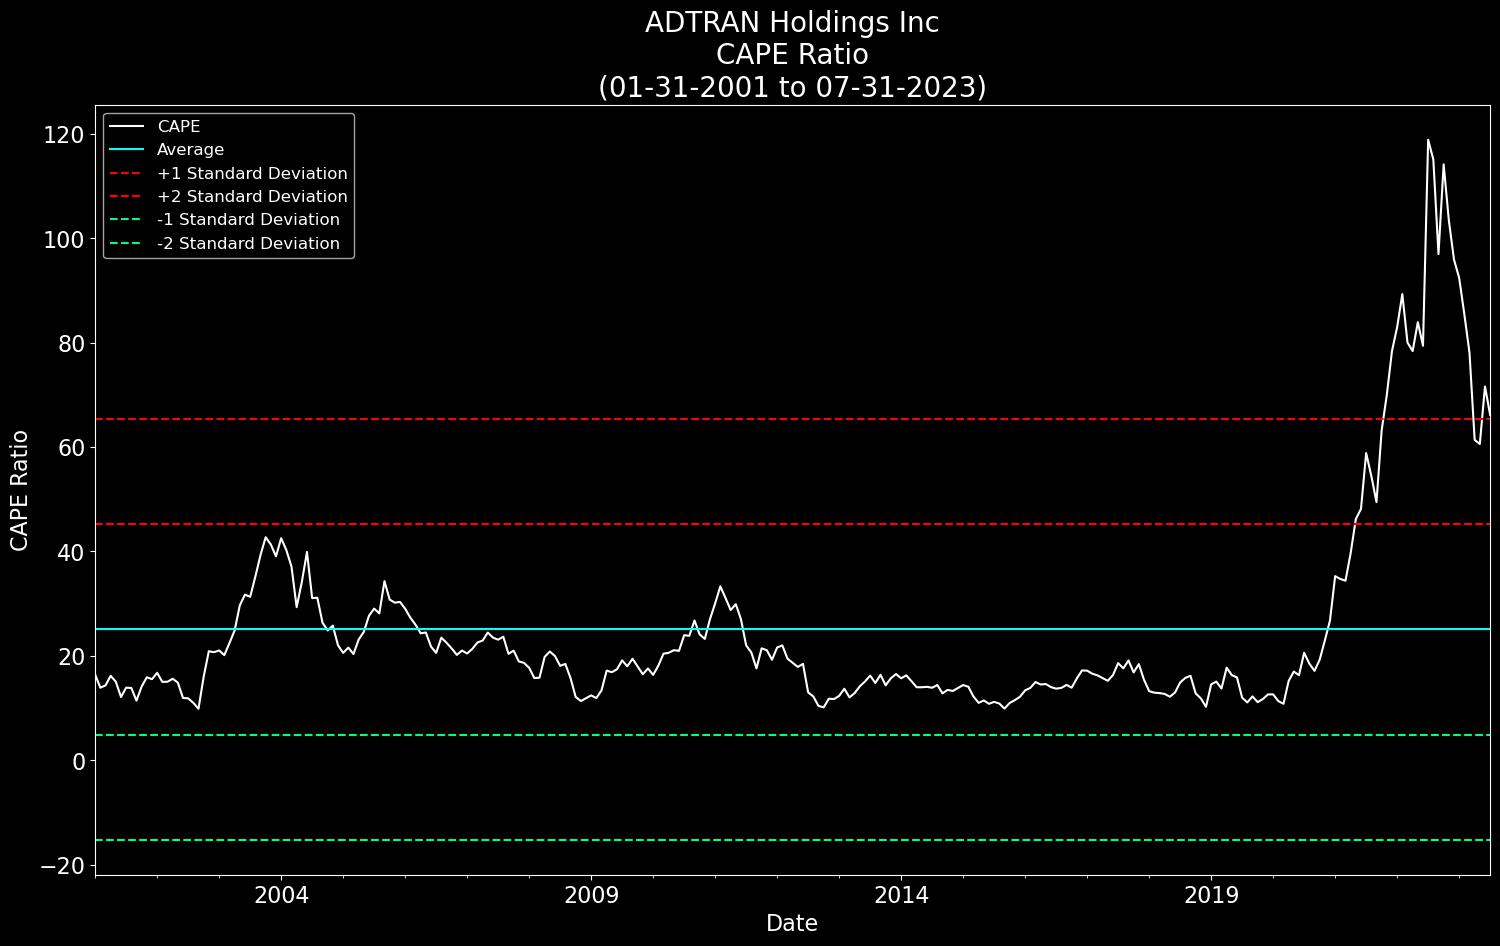 ADTRAN Holdings Inc
CAPE Ratio
(01-31-2001 to 07-31-2023)
CAPE
Average
+1 Standard Deviation
+2 Standard Deviation
-1 Standard Deviation
-2 Standard Deviation
120
100
80
60
40
20
0
−20
CAPE Ratio
2004 2009 2014 2019
Date